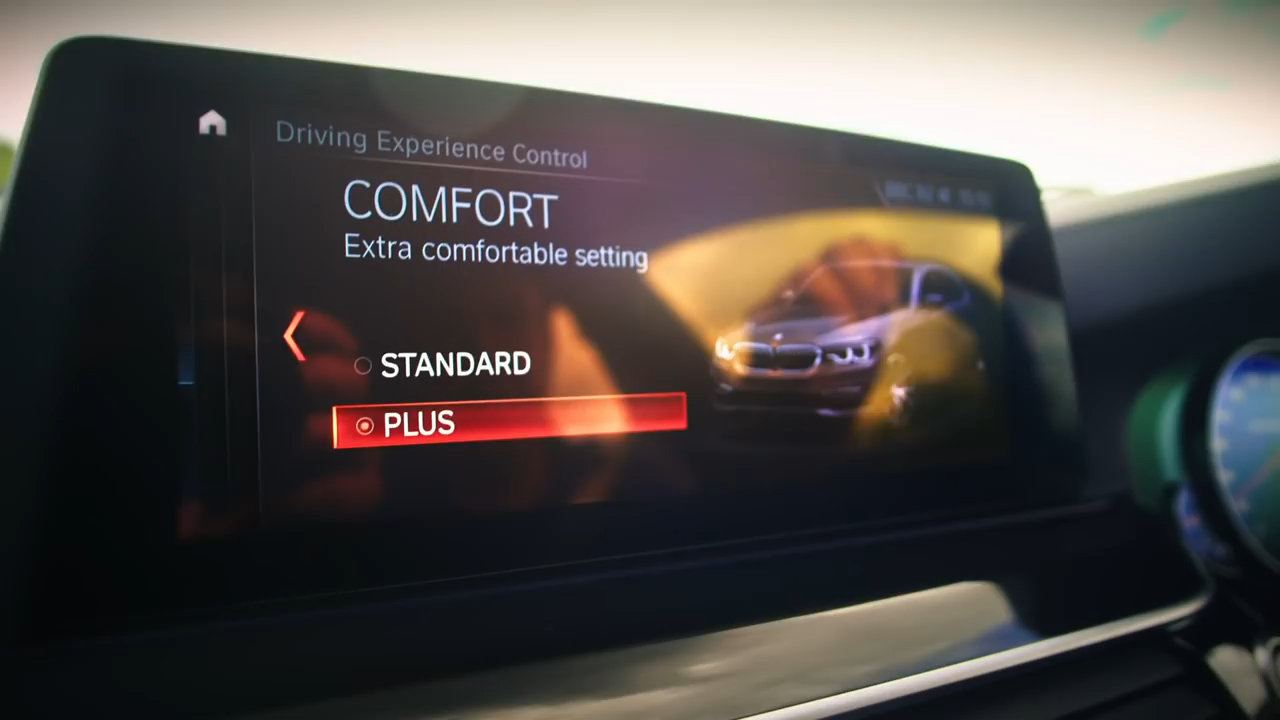 Driving Experience Control
COMFORT
Extra comfortable setting
STANDARD
PLUS